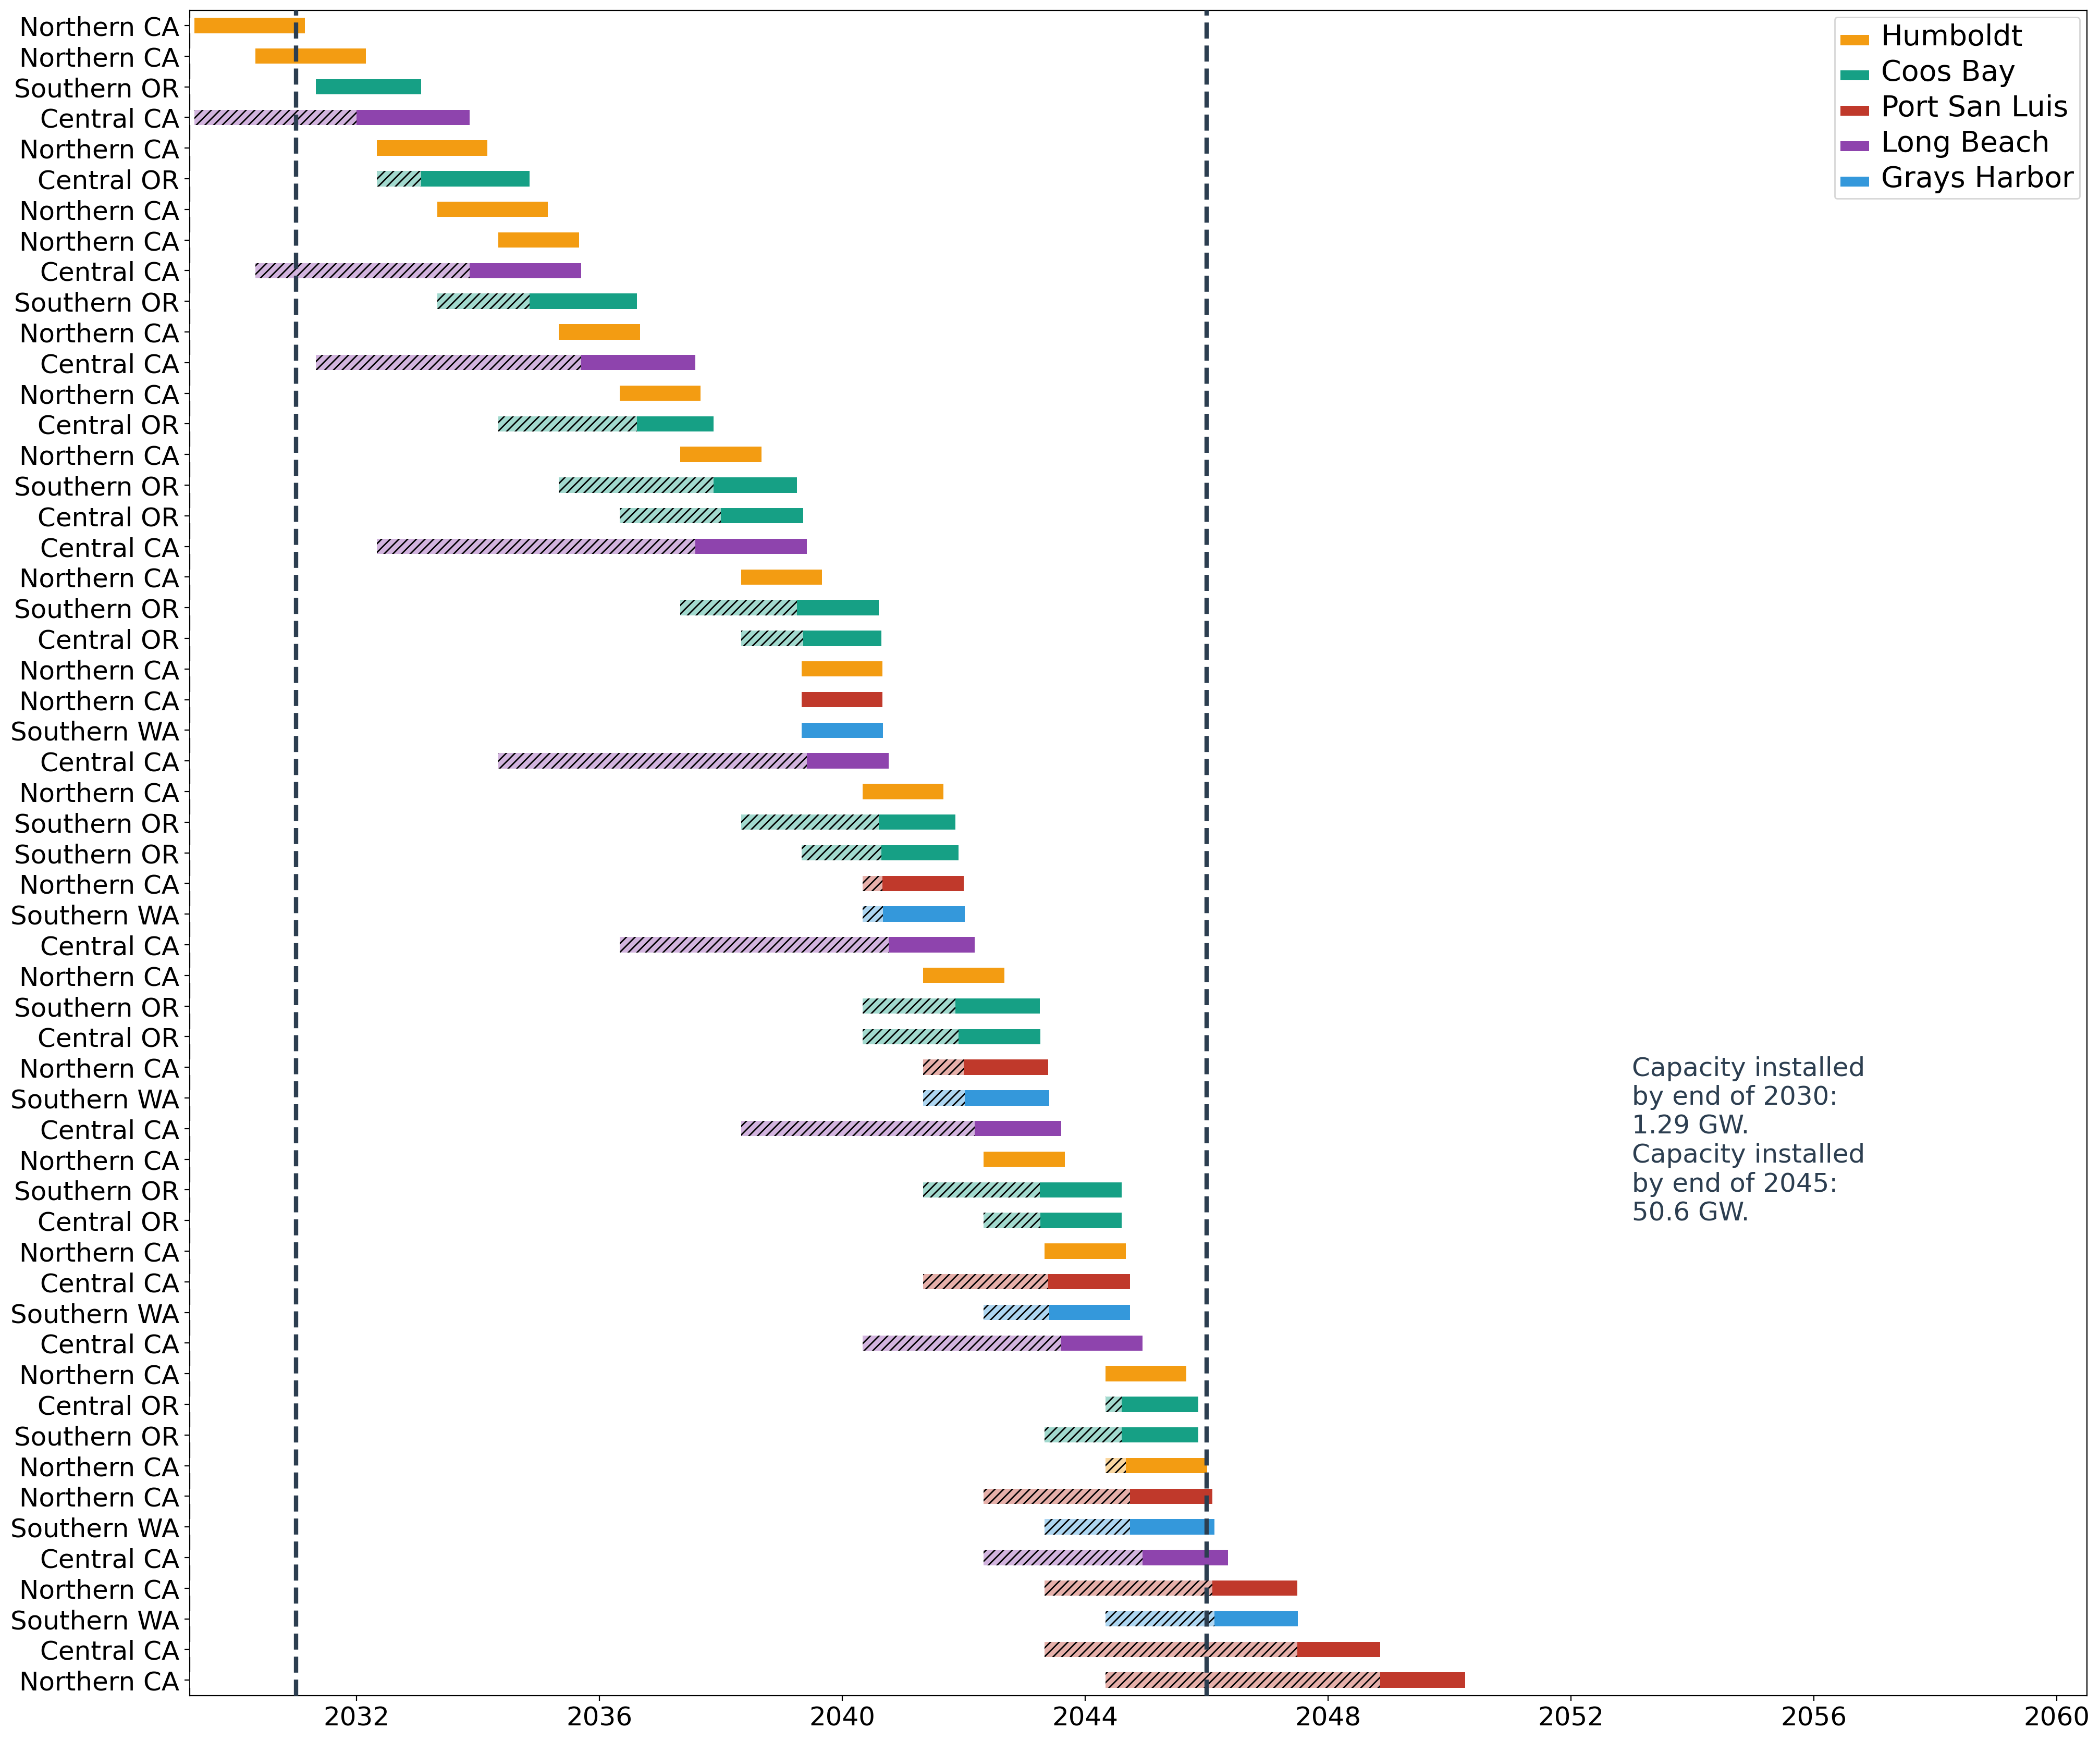 Northern CA
Northern CA
Southern OR
Central CA
Northern CA
Central OR
Northern CA
Northern CA
Central CA
Southern OR
Northern CA
Central CA
Northern CA
Central OR
Northern CA
Southern OR
Central OR
Central CA
Northern CA
Southern OR
Central OR
Northern CA
Northern CA
Southern WA
Central CA
Northern CA
Southern OR
Southern OR
Northern CA
Southern WA
Central CA
Northern CA
Southern OR
Central OR
Northern CA
Southern WA
Central CA
Northern CA
Southern OR
Central OR
Northern CA
Central CA
Southern WA
Central CA
Northern CA
Central OR
Southern OR
Northern CA
Northern CA
Southern WA
Central CA
Northern CA
Southern WA
Central CA
Northern CA
Humboldt
Coos Bay
Port San Luis
Long Beach
Grays Harbor
Capacity installed
by end of 2030:
1.29 GW.
Capacity installed
by end of 2045:
50.6 GW.
2032 2036 2040 2044 2048 2052 2056 2060